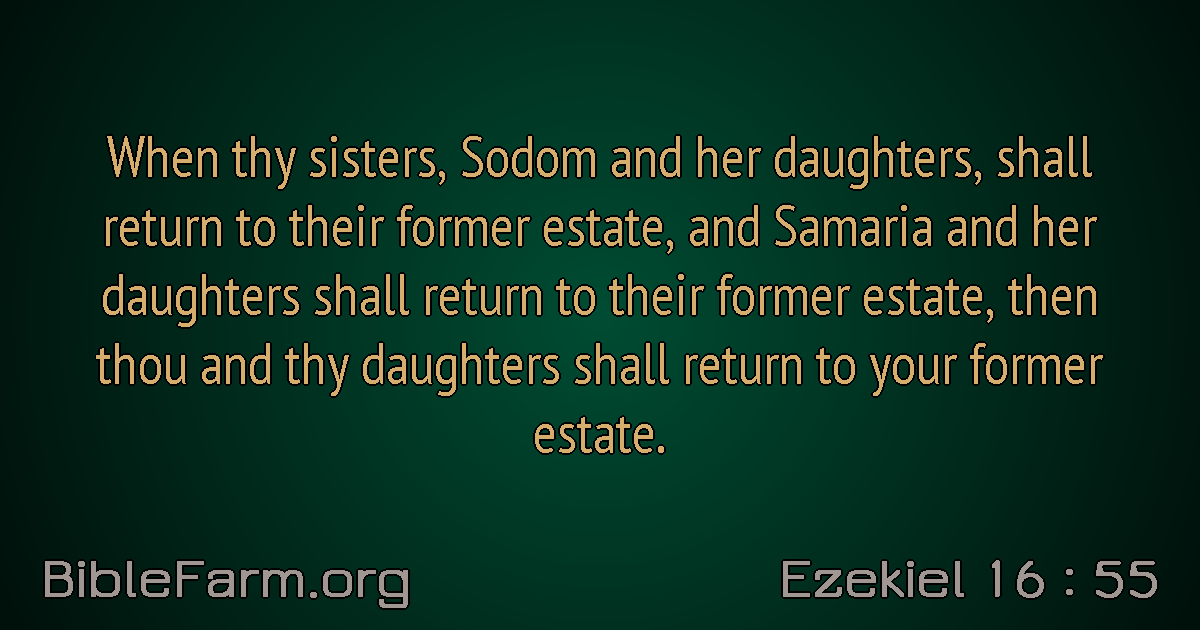 When thy sisters, Sodom and her daughters, shall
return to their former estate, and Samaria and her
daughters shall return to their former estate, then
thou and thy daughters shall return to your former
estate.
BibleFarm.org
Ezekiel 16 : 55